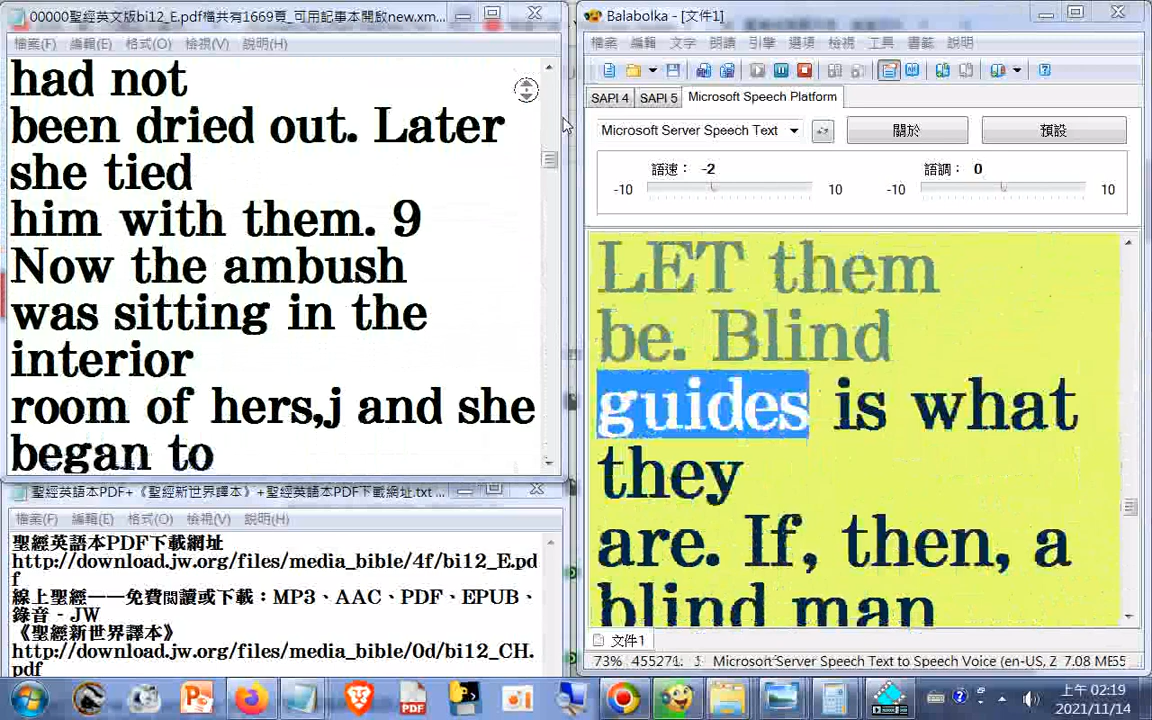 00000聖經英文版bi12_E.pdf檔共有1669頁_可用記事本開啟new.xm...
檔案(F) 編輯(E) 格式(O) 檢視(V) 說明(H)
had not
been dried out. Later
she tied
him with them. 9
Now the ambush
was sitting in the
interior
room of hers,j and she
began to
聖經英語本PDF+《聖經新世界譯本》+聖經英語本PDF下載網址.txt ...
檔案(F) 編輯(E) 格式(O) 檢視(V) 說明(H)
聖經英語本PDF下載網址
http://download.jw.org/files/media_bible/4f/bi12_E.pd
f
線上聖經——免費閱讀或下載：MP3、AAC、PDF、EPUB、
錄音 - JW
《聖經新世界譯本》
http://download.jw.org/files/media_bible/0d/bi12_CH.
pdf
Balabolka - [文件1]
檔案 編輯 文字 朗讀 引擎 選項 檢視 工具 書籤 說明
SAPI 4 SAPI 5 Microsoft Speech Platform
Microsoft Server Speech Text 關於 預設
語速： -2 語調： 0
-10 10 -10 10
LET them
be. Blind
guides is what
they
are. If, then, a
blind man
文件1
73% 455271: Microsoft Server Speech Text to Speech Voice (en-US, Z 7.08 ME55
上午 02:19
2021/11/14